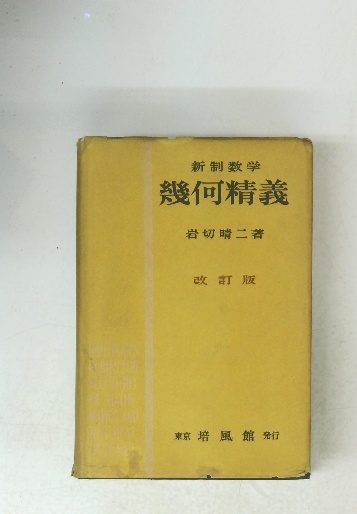 新制数学
幾何精義
岩切晴二著
改訂版
東京 培風館 発行